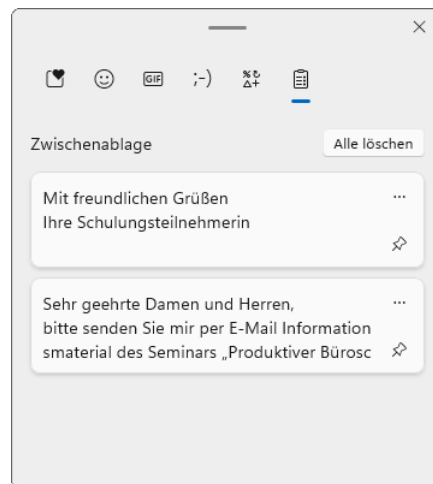 GIF
;-)
Zwischenablage
Alle löschen
Mit freundlichen Grüßen
Ihre Schulungsteilnehmerin
Sehr geehrte Damen und Herren,
bitte senden Sie mir per E-Mail Information
smaterial des Seminars „Produktiver Bürosc